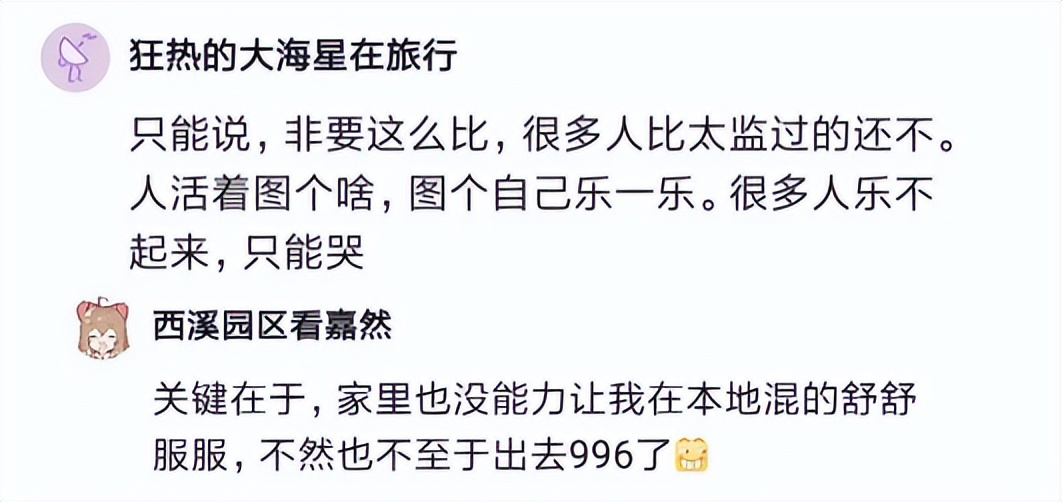 狂热的大海星在旅行
只能说，非要这么比，很多人比太监过的还不。
人活着图个啥，图个自己乐一乐。很多人乐不
起来，只能哭
西溪园区看嘉然
关键在于，家里也没能力让我在本地混的舒舒
服服，不然也不至于出去996了